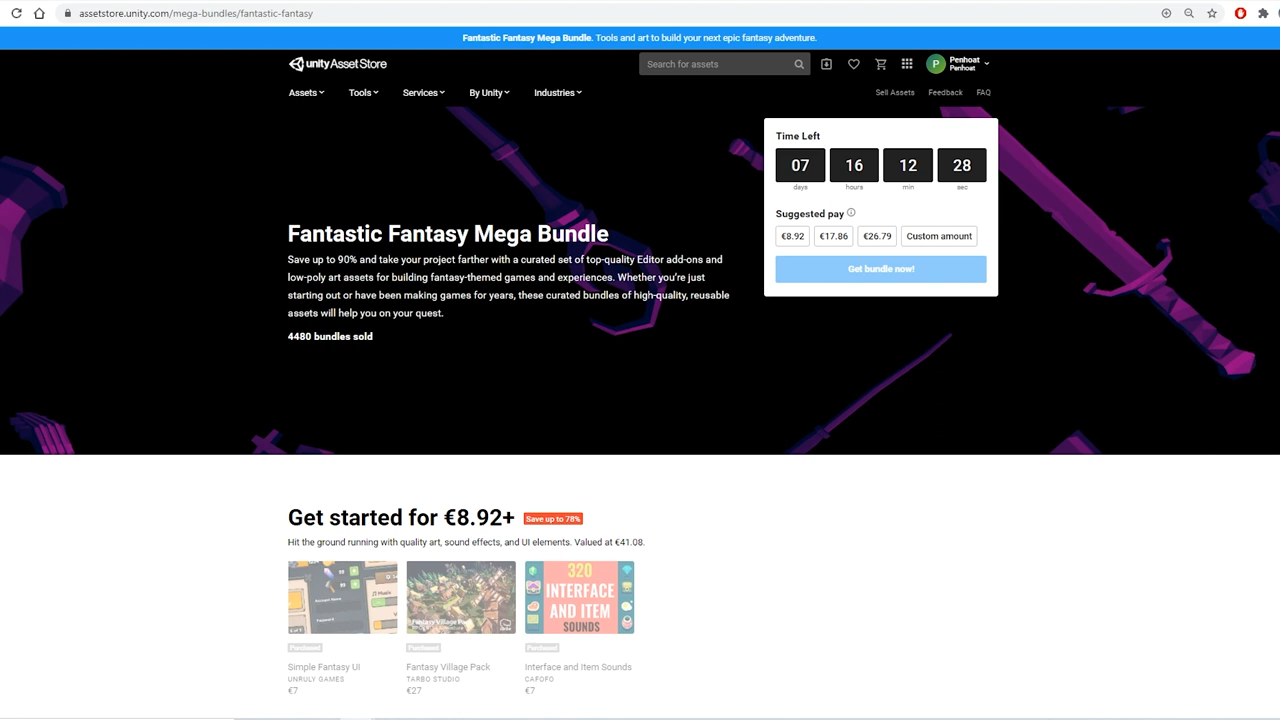 assetstore.unity.com/mega-bundles/fantastic-fantasy
Fantastic Fantasy Mega Bundle. Tools and art to build your next epic fantasy adventure.
unity Asset Store
Search for assets
P
Penhoat
Penhoat
Assets Tools Services By Unity Industries
Sell Assets Feedback FAQ
Time Left
07 16 12 28
days hours min sec
Suggested pay
€8.92 €17.86 €26.79 Custom amount
Get bundle now!
Fantastic Fantasy Mega Bundle
Save up to 90% and take your project farther with a curated set of top-quality Editor add-ons and
low-poly art assets for building fantasy-themed games and experiences. Whether you're just
starting out or have been making games for years, these curated bundles of high-quality, reusable
assets will help you on your quest.
4480 bundles sold
Get started for €8.92+ Save up to 78%
Hit the ground running with quality art, sound effects, and UI elements. Valued at €41.08.
Fantasy Village Pack
320
INTERFACE
AND ITEM
SOUNDS
Purchased Purchased Purchased
Simple Fantasy UI Fantasy Village Pack Interface and Item Sounds
UNRULY GAMES TARBO STUDIO CAFOFO
€7 €27 €7